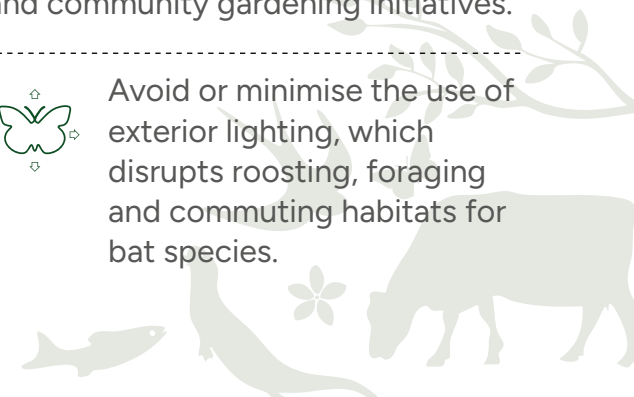 and community gardening initiatives.
Avoid or minimise the use of
exterior lighting, which
disrupts roosting, foraging
and commuting habitats for
bat species.